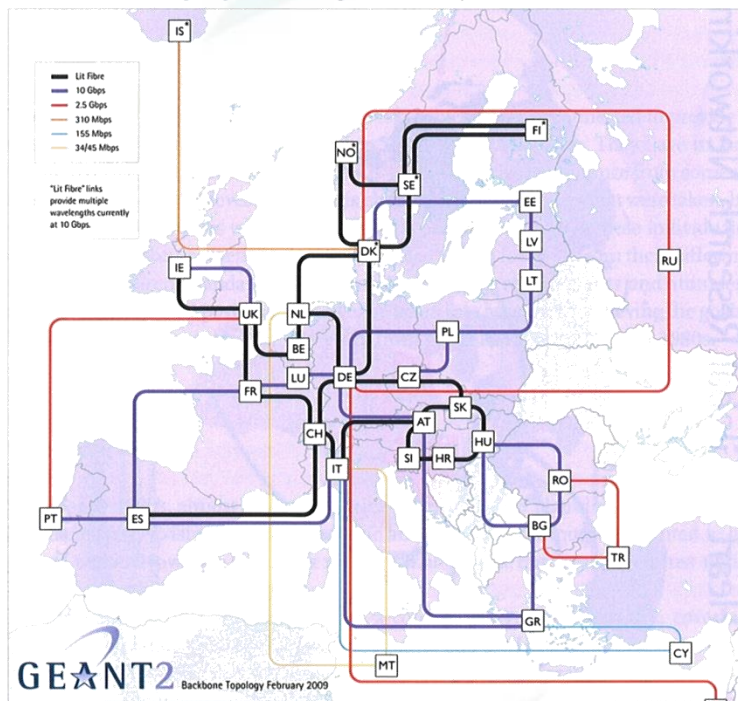 IS*
Lit Fibre
10 Gbps
2.5 Gbps
310 Mbps
155 Mbps
34/45 Mbps
"Lit Fibre" links
provide multiple
wavelengths currently
at 10 Gbps.
FI*
NO*
SE*
EE
LV
DK*
RU
IE
LT
UK
NL
PL
BE
LU
DE
CZ
FR
SK
AT
CH
HU
SI
HR
IT
RO
PT
ES
BG
TR
GR
CY
MT
GEANT2 Backbone Topology February 2009